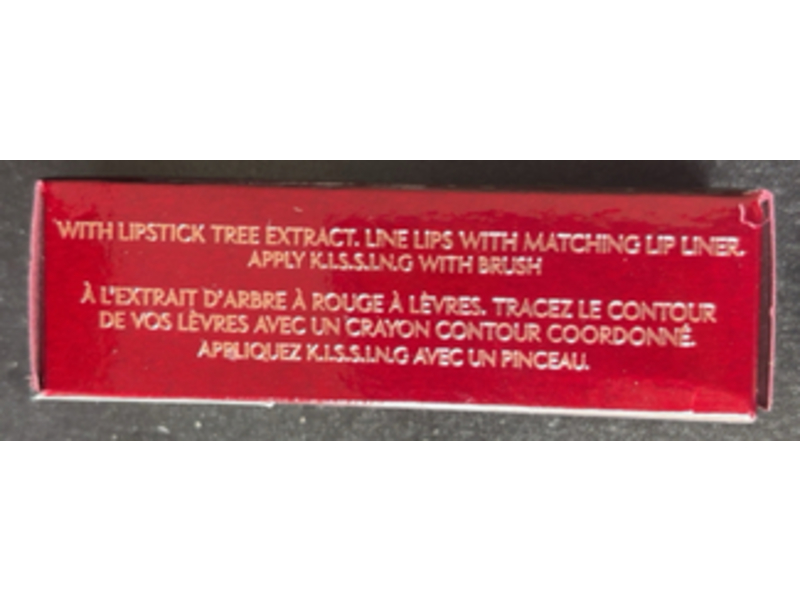 WITH LIPSTICK TREE EXTRACT. LINE LIPS WITH MATCHING LIP LINER.
APPLY K.I.S.S.I.N.G WITH BRUSH
À L'EXTRAIT D'ARBRE À ROUGE À LÈVRES. TRACEZ LE CONTOUR
DE VOS LÈVRES AVEC UN CRAYON CONTOUR COORDONNÉ.
APPLIQUEZ K.I.S.S.I.N.G AVEC UN PINCEAU.